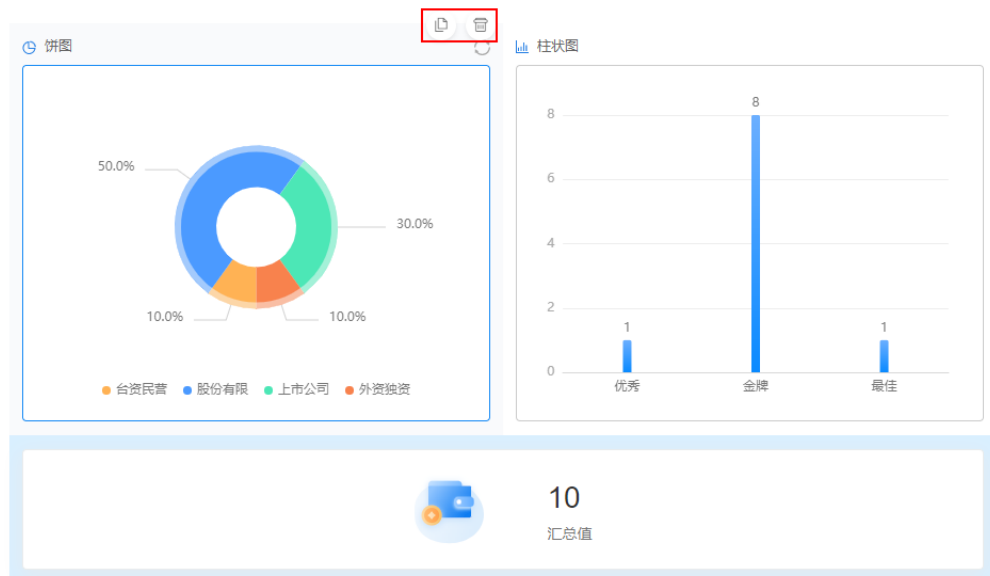 饼图
50.0%
30.0%
10.0%
10.0%
台资民营 股份有限 上市公司 外资独资
柱状图
8
8
6
4
2
1
1
0
优秀 金牌 最佳
10
汇总值